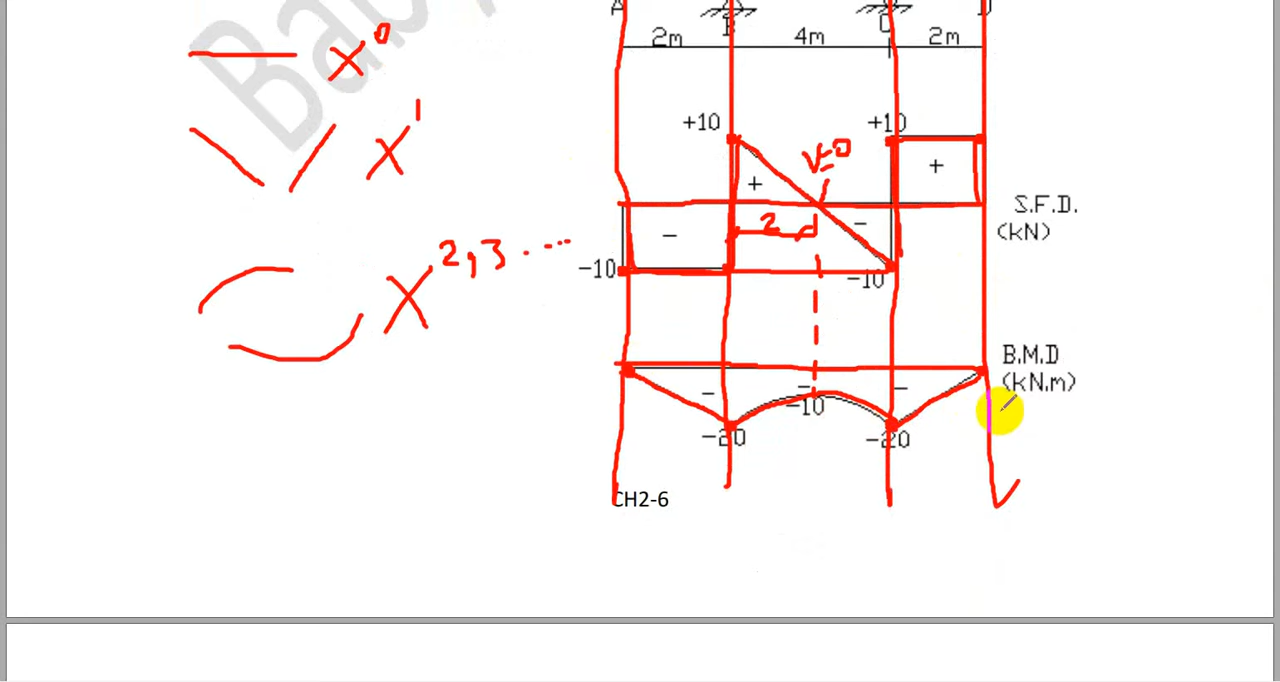 A B C D
2m 4m 2m
+10 +10
V=0
+ +
S.F.D.
(kN)
2
- -
-10 -10
B.M.D
(kN.m)
- - -
-10
-20 -20
CH2-6
X⁰
X¹
X²,³ ....